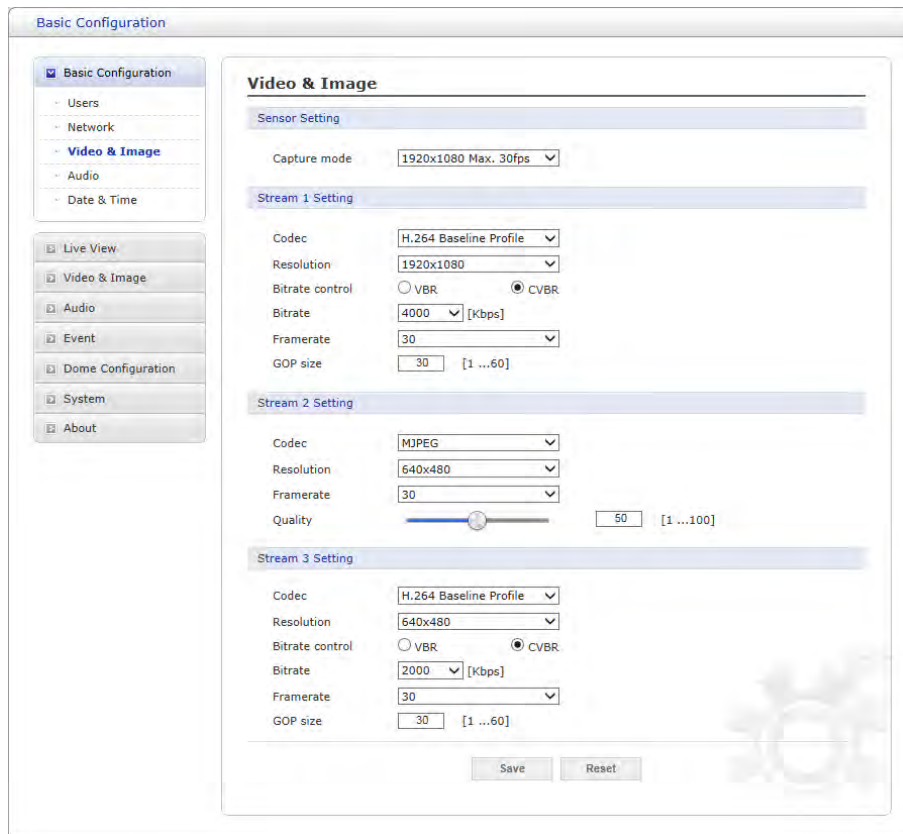 Basic Configuration
Basic Configuration
Users
Network
Video & Image
Audio
Date & Time
Live View
Video & Image
Audio
Event
Dome Configuration
System
About
Video & Image
Sensor Setting
Capture mode 1920x1080 Max. 30fps
Stream 1 Setting
Codec H.264 Baseline Profile
Resolution 1920x1080
Bitrate control VBR CVBR
Bitrate 4000 [Kbps]
Framerate 30
GOP size 30 [1 ...60]
Stream 2 Setting
Codec MJPEG
Resolution 640x480
Framerate 30
Quality 50 [1 ...100]
Stream 3 Setting
Codec H.264 Baseline Profile
Resolution 640x480
Bitrate control VBR CVBR
Bitrate 2000 [Kbps]
Framerate 30
GOP size 30 [1 ...60]
Save Reset